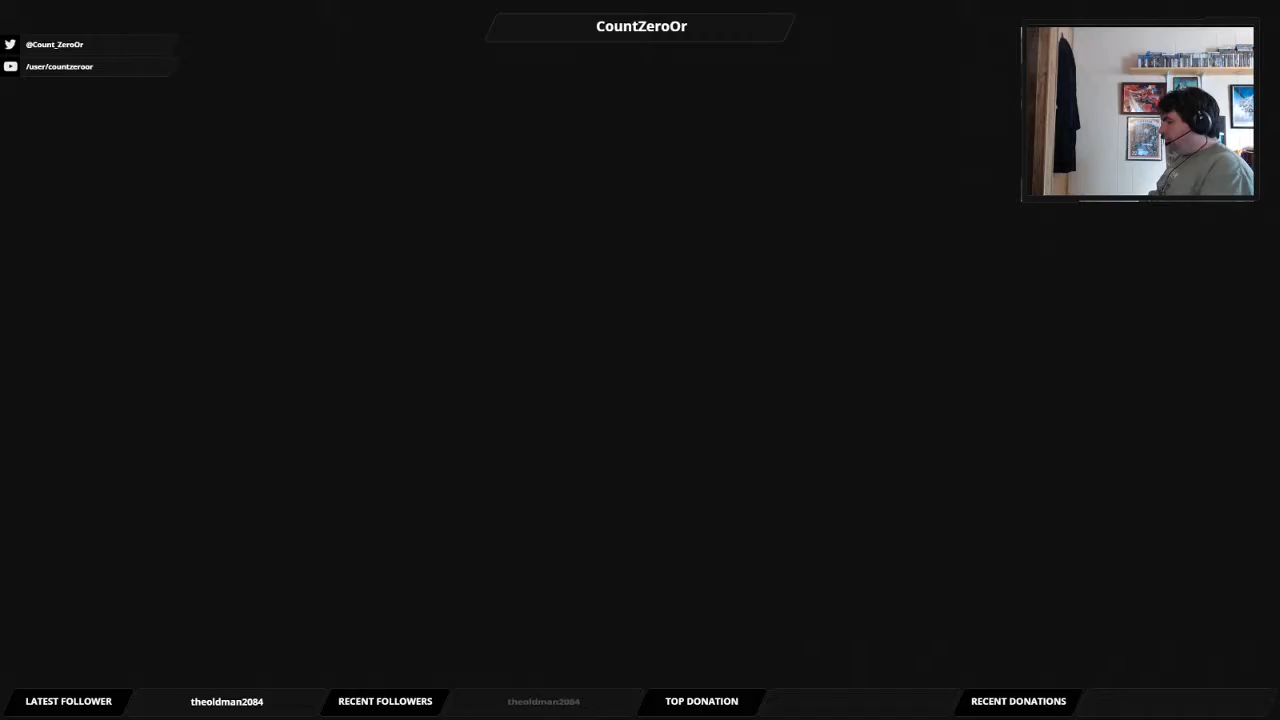 CountZeroOr
@Count_ZeroOr
/user/countzeroor
LATEST FOLLOWER
theoldman2084
RECENT FOLLOWERS
theoldman2084
TOP DONATION
RECENT DONATIONS